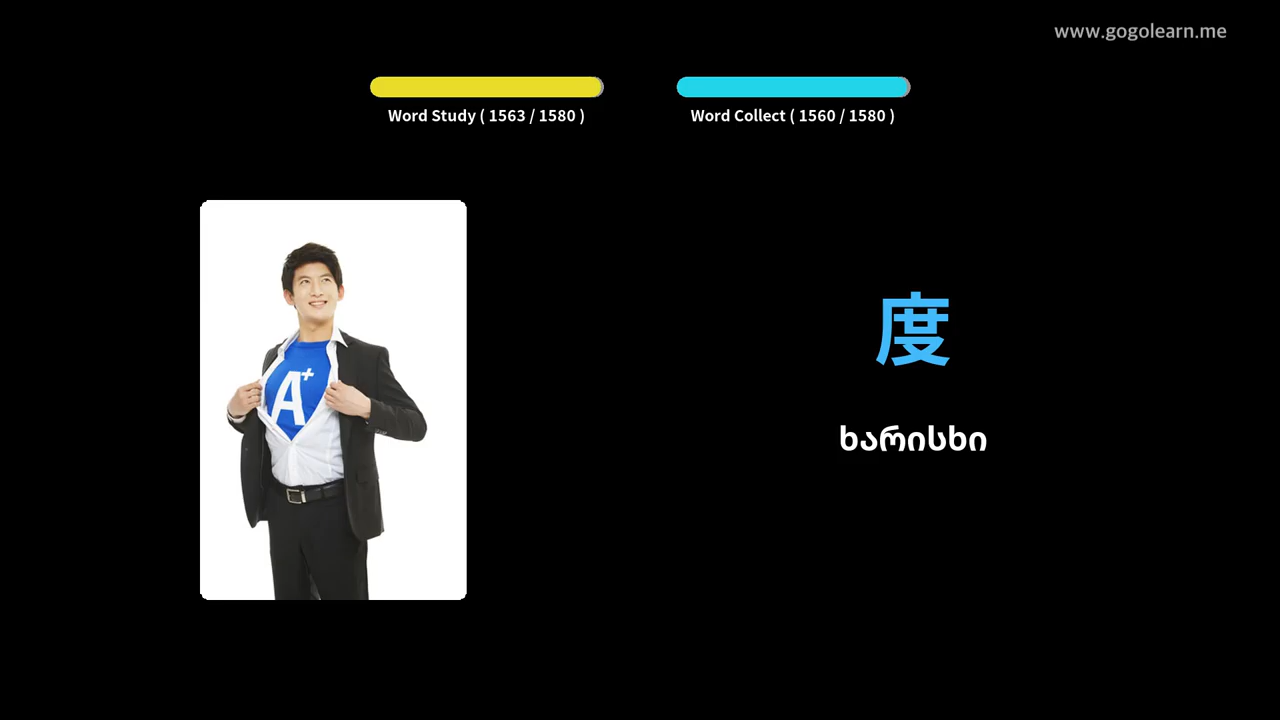 www.gogolearn.me
Word Study ( 1563 / 1580 )
Word Collect ( 1560 / 1580 )
A+
度
ხარისხი